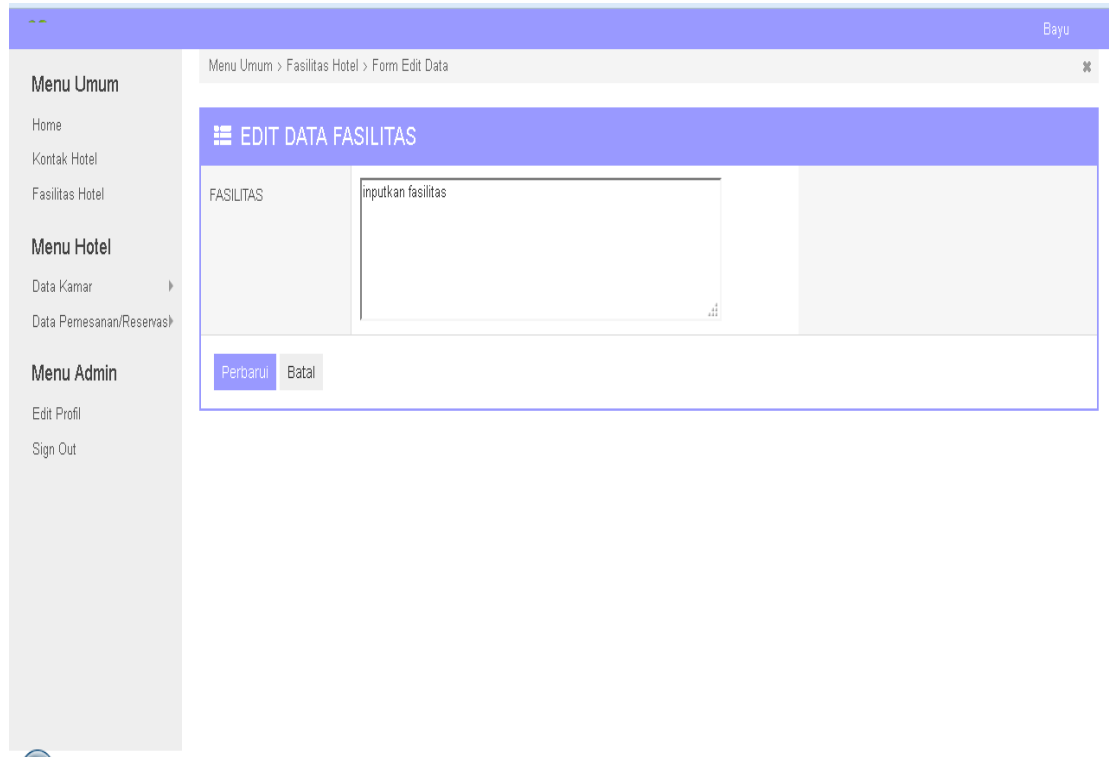 Bayu
Menu Umum > Fasilitas Hotel > Form Edit Data
Menu Umum
Home
Kontak Hotel
Fasilitas Hotel
Menu Hotel
Data Kamar
Data Pemesanan/Reservasi
Menu Admin
Edit Profil
Sign Out
EDIT DATA FASILITAS
FASILITAS
inputkan fasilitas
Perbarui Batal